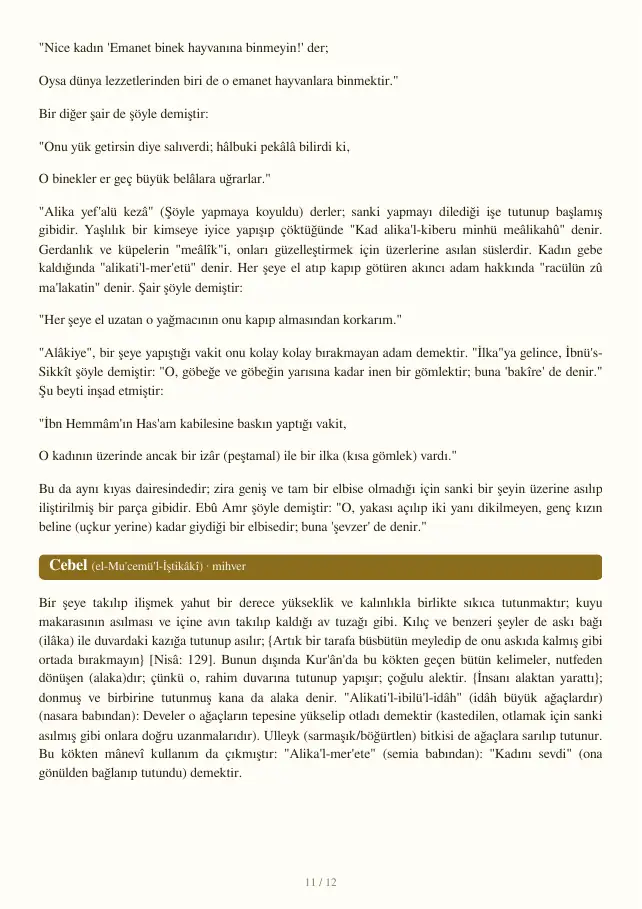 "Nice kadın 'Emanet binek hayvanına binmeyin!' der;
Oysa dünya lezzetlerinden biri de o emanet hayvanlara binmektir."
Bir diğer şair de şöyle demiştir:
"Onu yük getirsin diye salıverdi; hâlbuki pekâlâ bilirdi ki,
O binekler er geç büyük belâlara uğrarlar."
"Alika yef'alü kezâ" (Şöyle yapmaya koyuldu) derler; sanki yapmayı dilediği işe tutunup başlamış
gibidir. Yaşlılık bir kimseye iyice yapışıp çöktüğünde "Kad alika'l-kiberu minhü meâlikahû" denir.
Gerdanlık ve küpelerin "meâlîk"i, onları güzelleştirmek için üzerlerine asılan süslerdir. Kadın gebe
kaldığında "alikati'l-mer'etü" denir. Her şeye el atıp kapıp götüren akıncı adam hakkında "racülün zû
ma'lakatin" denir. Şair şöyle demiştir:
"Her şeye el uzatan o yağmacının onu kapıp almasından korkarım."
"Alâkiye", bir şeye yapıştığı vakit onu kolay kolay bırakmayan adam demektir. "İlka"ya gelince, İbnü's-
Sikkît şöyle demiştir: "O, göbeğe ve göbeğin yarısına kadar inen bir gömlektir; buna 'bakîre' de denir."
Şu beyti inşad etmiştir:
"İbn Hemmâm'ın Has'am kabilesine baskın yaptığı vakit,
O kadının üzerinde ancak bir izâr (peştamal) ile bir ilka (kısa gömlek) vardı."
Bu da aynı kıyas dairesindedir; zira geniş ve tam bir elbise olmadığı için sanki bir şeyin üzerine asılıp
iliştirilmiş bir parça gibidir. Ebû Amr şöyle demiştir: "O, yakası açılıp iki yanı dikilmeyen, genç kızın
beline (uçkur yerine) kadar giydiği bir elbisedir; buna 'şevzer' de denir."
Cebel (el-Mu'cemü'l-İştikâkî) · mihver
Bir şeye takılıp ilişmek yahut bir derece yükseklik ve kalınlıkla birlikte sıkıca tutunmaktır; kuyu
makarasının asılması ve içine avın takılıp kaldığı av tuzağı gibi. Kılıç ve benzeri şeyler de askı bağı
(ilâka) ile duvardaki kazığa tutunup asılır; {Artık bir tarafa büsbütün meyledip de onu askıda kalmış gibi
ortada bırakmayın} [Nisâ: 129]. Bunun dışında Kur'ân'da bu kökten geçen bütün kelimeler, nutfeden
dönüşen (alaka)dır; çünkü o, rahim duvarına tutunup yapışır; çoğulu alektir. {İnsanı alaktan yarattı};
donmuş ve birbirine tutunmuş kana da alaka denir. "Alikati'l-ibilü'l-idâh" (idâh büyük ağaçlardır)
(nasara babından): Develer o ağaçların tepesine yükselip otladı demektir (kastedilen, otlamak için sanki
asılmış gibi onlara doğru uzanmalarıdır). Ulleyk (sarmaşık/böğürtlen) bitkisi de ağaçlara sarılıp tutunur.
Bu kökten mânevî kullanım da çıkmıştır: "Alika'l-mer'ete" (semia babından): "Kadını sevdi" (ona
gönülden bağlanıp tutundu) demektir.
11 / 12